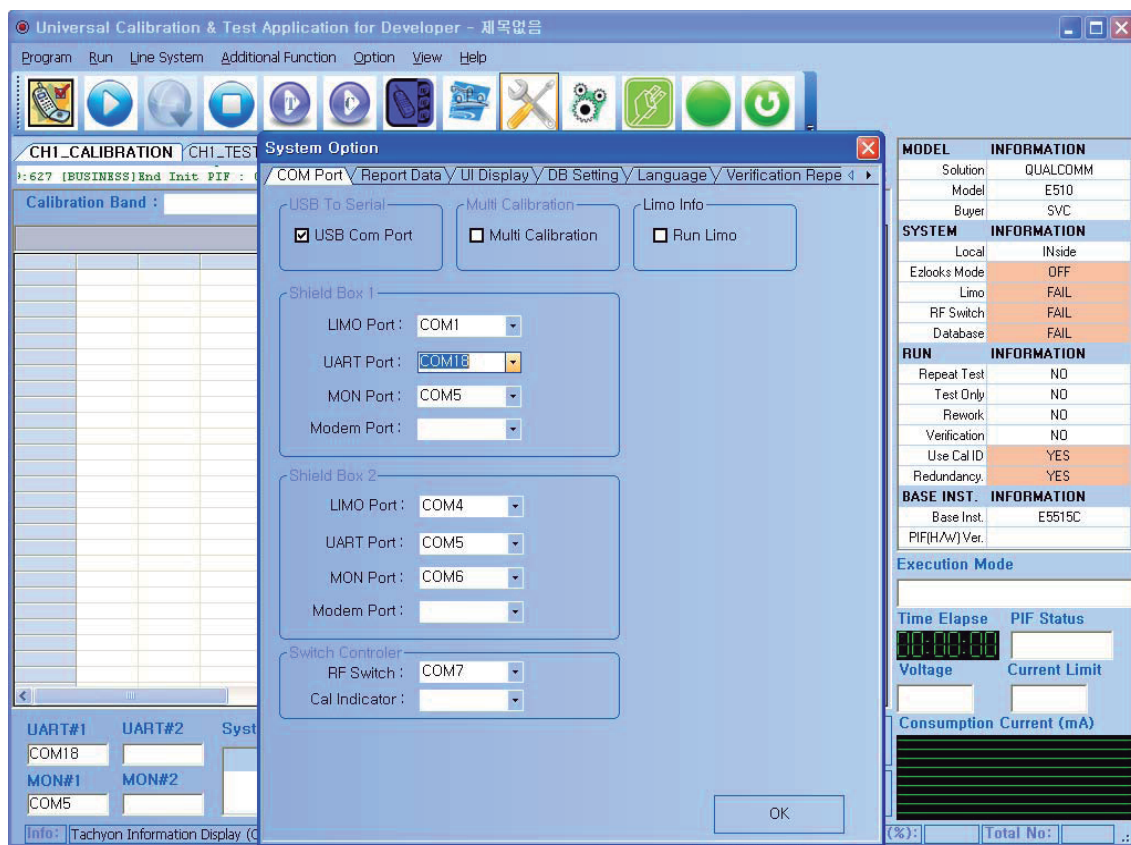 Universal Calibration & Test Application for Developer - 제목없음
Program Run Line System Additional Function Option View Help
CH1_CALIBRATION CH1_TEST
:627 [BUSINESS]End Init PIF : (
Calibration Band :
System Option
COM Port Report Data UI Display DB Setting Language Verification Repe
USB To Serial
USB Com Port
Multi Calibration
Multi Calibration
Limo Info
Run Limo
Shield Box 1
LIMO Port : COM1
UART Port : COM18
MON Port : COM5
Modem Port :
Shield Box 2
LIMO Port : COM4
UART Port : COM5
MON Port : COM6
Modem Port :
Switch Controler
RF Switch : COM7
Cal Indicator :
OK
MODEL INFORMATION
Solution QUALCOMM
Model E510
Buyer SVC
SYSTEM INFORMATION
Local INside
Ezlooks Mode OFF
Limo FAIL
RF Switch FAIL
Database FAIL
RUN INFORMATION
Repeat Test NO
Test Only NO
Rework NO
Verification NO
Use Cal ID YES
Redundancy. YES
BASE INST. INFORMATION
Base Inst. E5515C
PIF(H/W) Ver.
Execution Mode
Time Elapse PIF Status
00:00:00
Voltage Current Limit
Consumption Current (mA)
UART#1 UART#2 Syst
COM18
MON#1 MON#2
COM5
Info: Tachyon Information Display (C
(%): Total No: